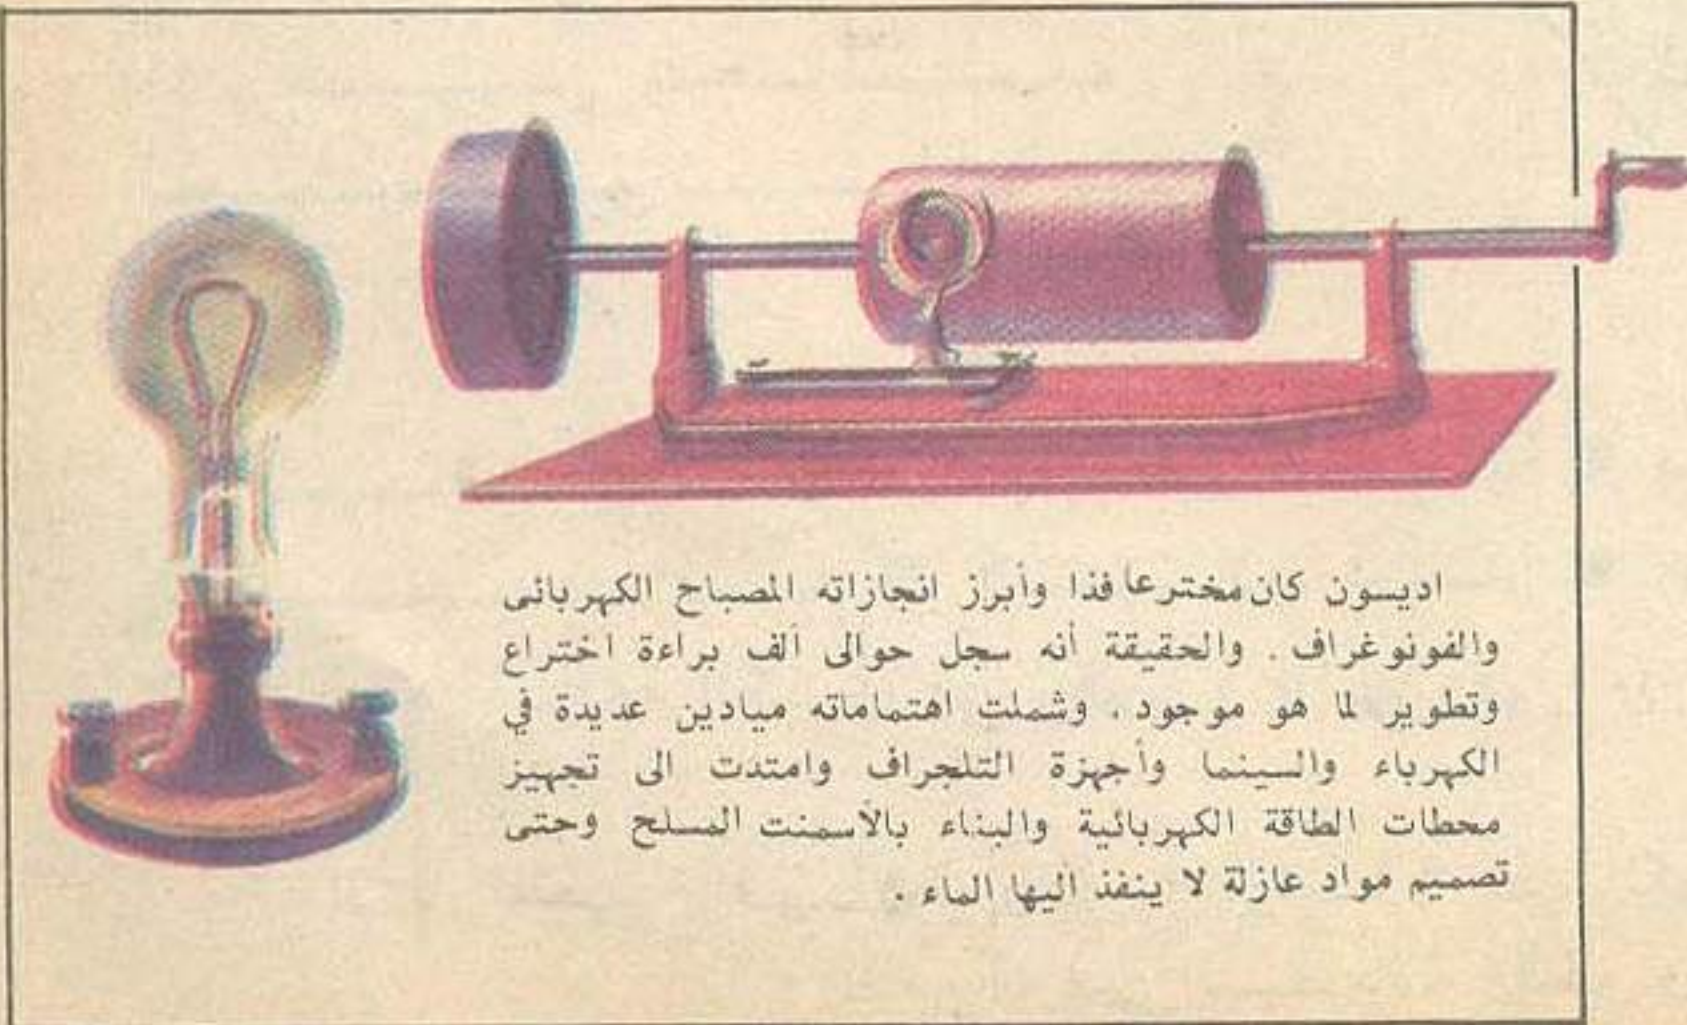 اديسون كان مخترعا فذا وأبرز انجازاته المصباح الكهربائى
والفونوغراف . والحقيقة أنه سجل حوالى ألف براءة اختراع
وتطوير لما هو موجود . وشملت اهتماماته ميادين عديدة في
الكهرباء والسينما وأجهزة التلجراف وامتدت الى تجهيز
محطات الطاقة الكهربائية والبناء بالأسمنت المسلح وحتى
تصميم مواد عازلة لا ينفذ اليها الماء .